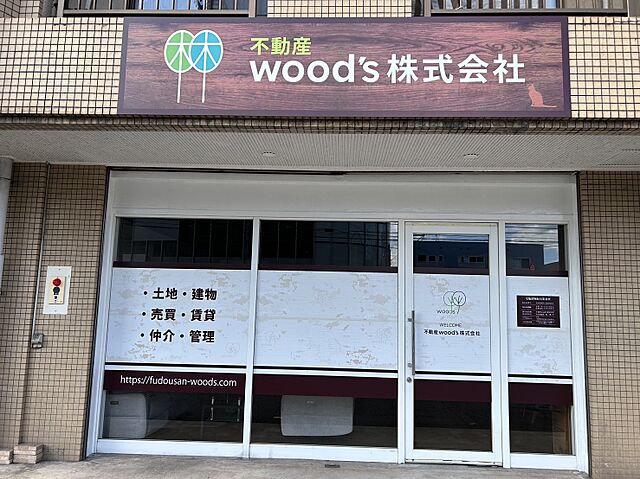 不動産
wood's株式会社
・土地・建物
・売買・賃貸
・仲介・管理
https://fudousan-woods.com
woods
WELCOME
不動産wood's株式会社